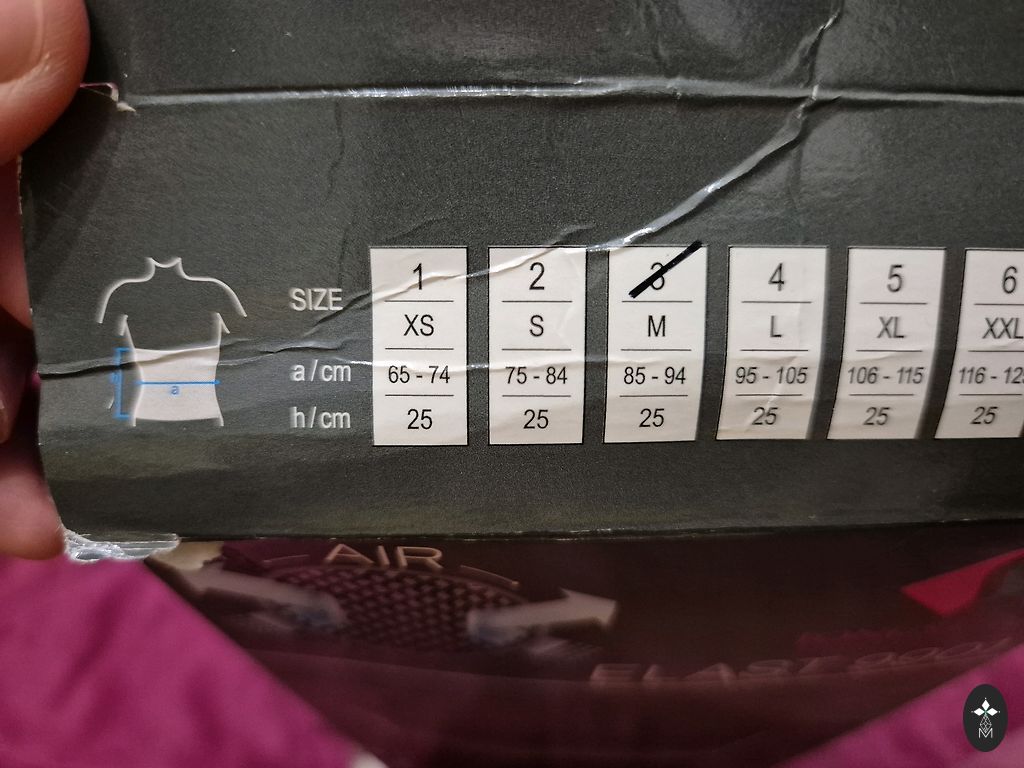 SIZE 1 2 3 4 5 6
XS S M L XL XXL
a/cm 65 - 74 75 - 84 85 - 94 95 - 105 106 - 115
h/cm 25 25 25 25 25 25
a
AIR
M